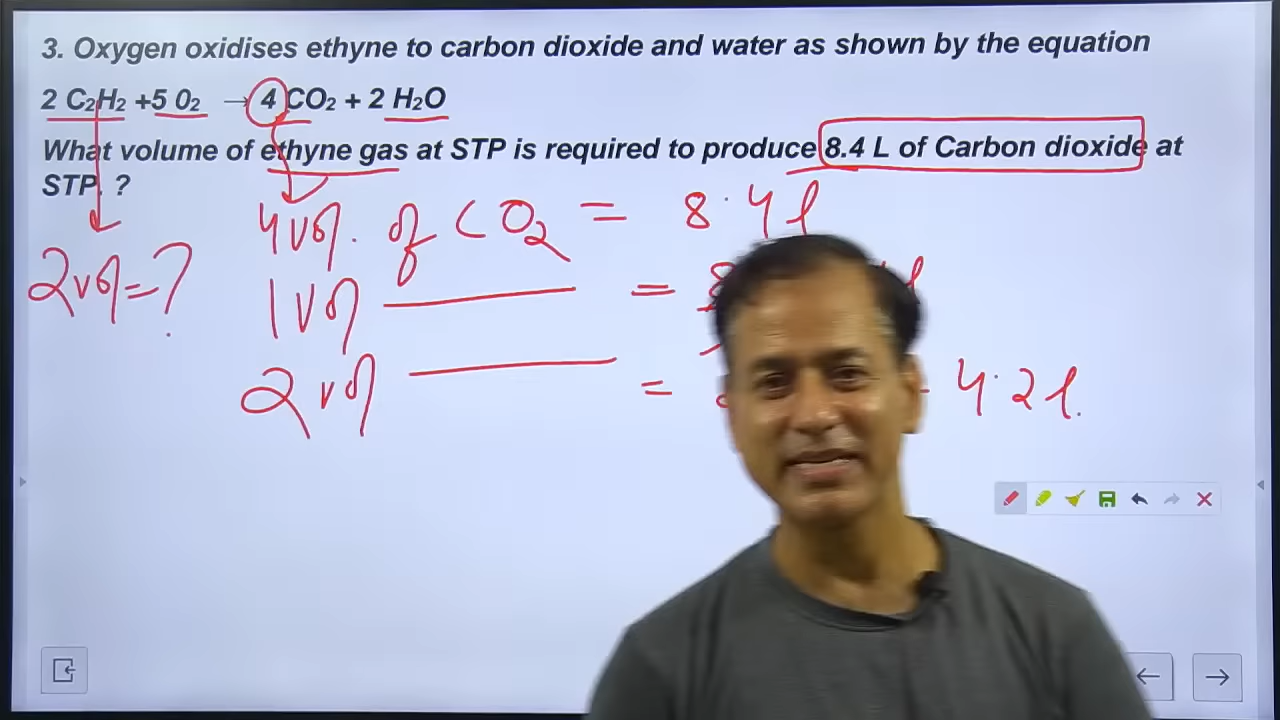 3. Oxygen oxidises ethyne to carbon dioxide and water as shown by the equation
2 C₂H₂ +5 O₂ → 4 CO₂ + 2 H₂O
What volume of ethyne gas at STP is required to produce 8.4 L of Carbon dioxide at
STP. ?
4 vol. of CO₂ = 8.4 l
2 vol = ?
1 vol =
2 vol = 4.2 l.